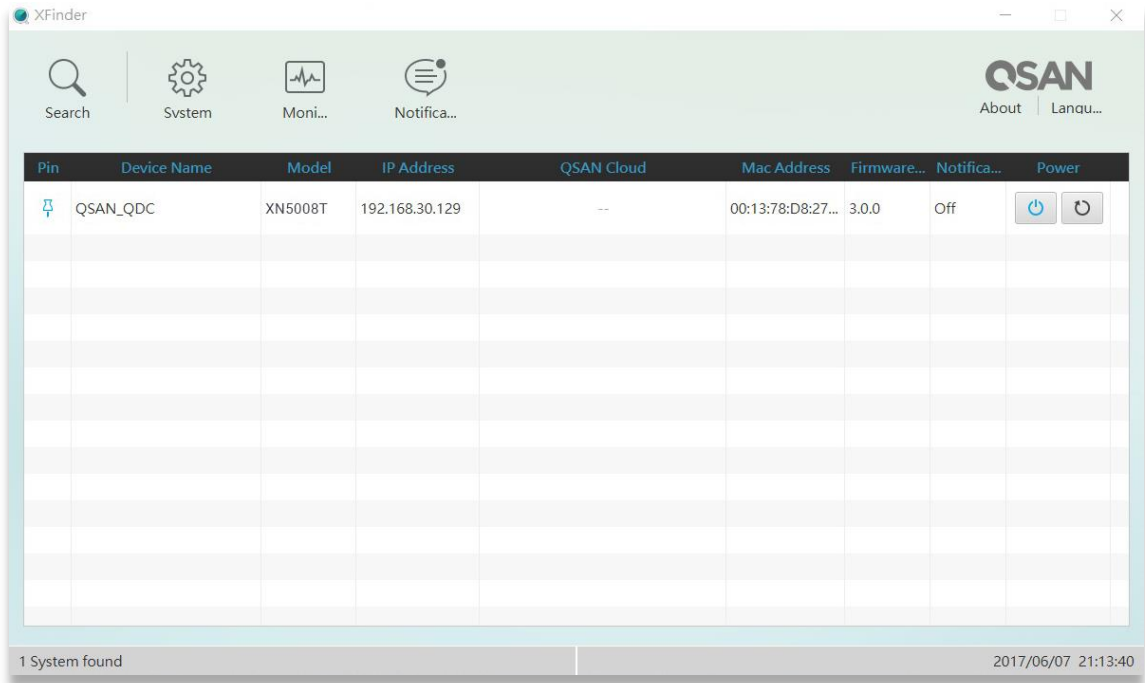 XFinder
Search System Moni... Notifica...
QSAN
About Langu...
Pin Device Name Model IP Address QSAN Cloud Mac Address Firmware... Notifica... Power
QSAN_QDC XN5008T 192.168.30.129 -- 00:13:78:D8:27... 3.0.0 Off
1 System found 2017/06/07 21:13:40